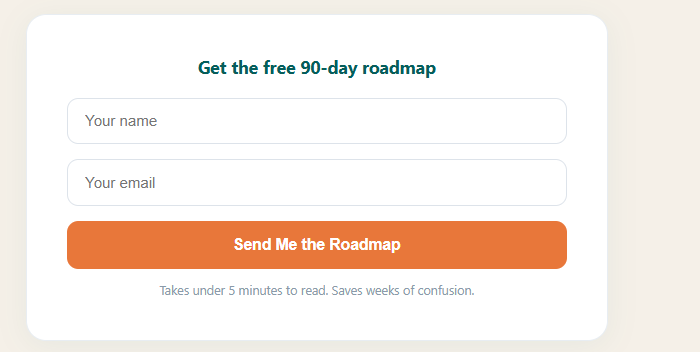 Get the free 90-day roadmap
Your name
Your email
Send Me the Roadmap
Takes under 5 minutes to read. Saves weeks of confusion.